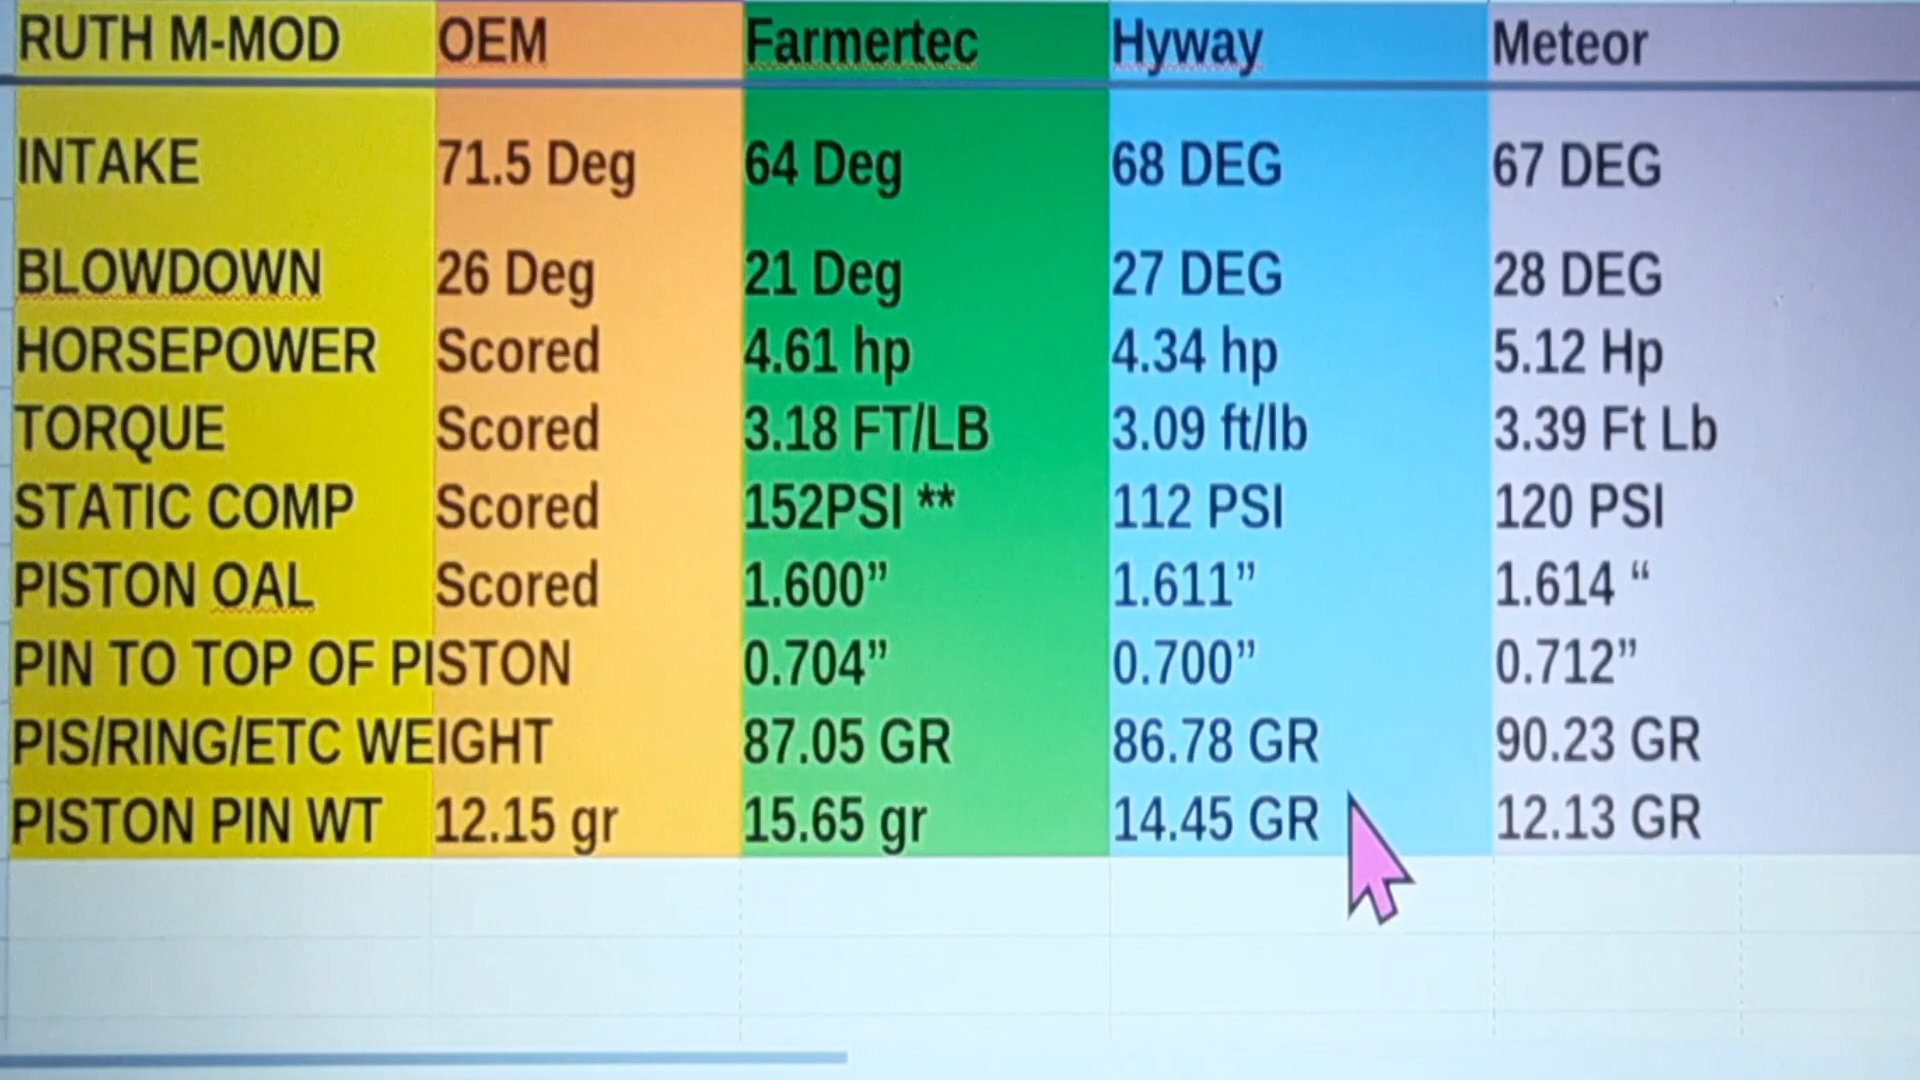 RUTH M-MOD OEM Farmertec Hyway Meteor
INTAKE 71.5 Deg 64 Deg 68 DEG 67 DEG
BLOWDOWN 26 Deg 21 Deg 27 DEG 28 DEG
HORSEPOWER Scored 4.61 hp 4.34 hp 5.12 Hp
TORQUE Scored 3.18 FT/LB 3.09 ft/lb 3.39 Ft Lb
STATIC COMP Scored 152PSI ** 112 PSI 120 PSI
PISTON OAL Scored 1.600” 1.611” 1.614 “
PIN TO TOP OF PISTON 0.704” 0.700” 0.712”
PIS/RING/ETC WEIGHT 87.05 GR 86.78 GR 90.23 GR
PISTON PIN WT 12.15 gr 15.65 gr 14.45 GR 12.13 GR